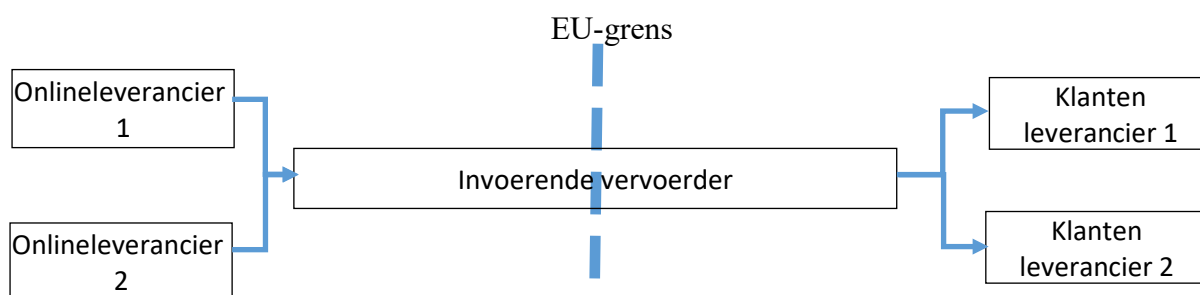 EU-grens
Onlineleverancier
1
Klanten
leverancier 1
Invoerende vervoerder
Onlineleverancier
2
Klanten
leverancier 2